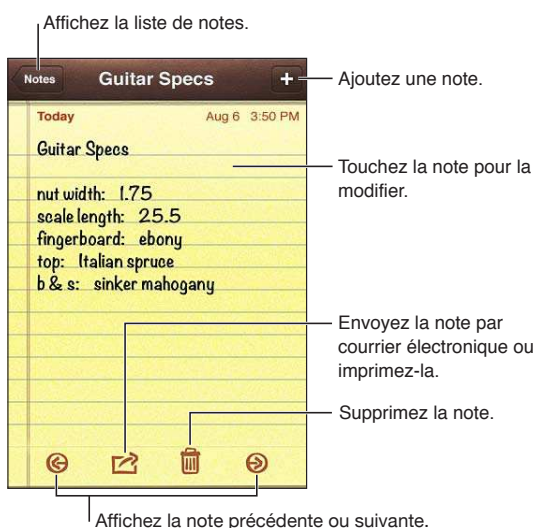 Affichez la liste de notes.
Notes Guitar Specs +
Ajoutez une note.
Today Aug 6 3:50 PM
Guitar Specs
Touchez la note pour la
modifier.
nut width: 1.75
scale length: 25.5
fingerboard: ebony
top: Italian spruce
b & s: sinker mahogany
Envoyez la note par
courrier électronique ou
imprimez-la.
Supprimez la note.
Affichez la note précédente ou suivante.